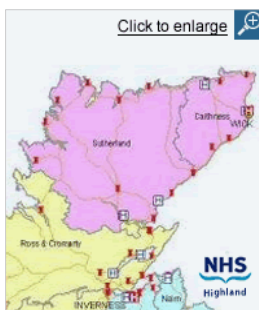 Click to enlarge
Caithness
WICK
Sutherland
Ross & Cromarty
NHS
Highland
INVERNESS
Nairn